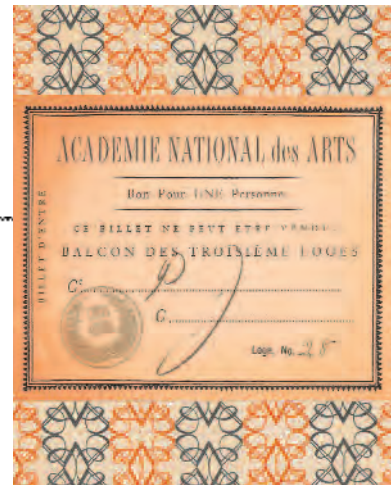 ACADEMIE NATIONAL des ARTS
Bon Pour UNE Personne
CE BILLET NE PEUT ETRE VENDU
BALCON DES TROISIÈME LOGES
BILLET D'ENTRE
C.
C.
Loge. No. 28